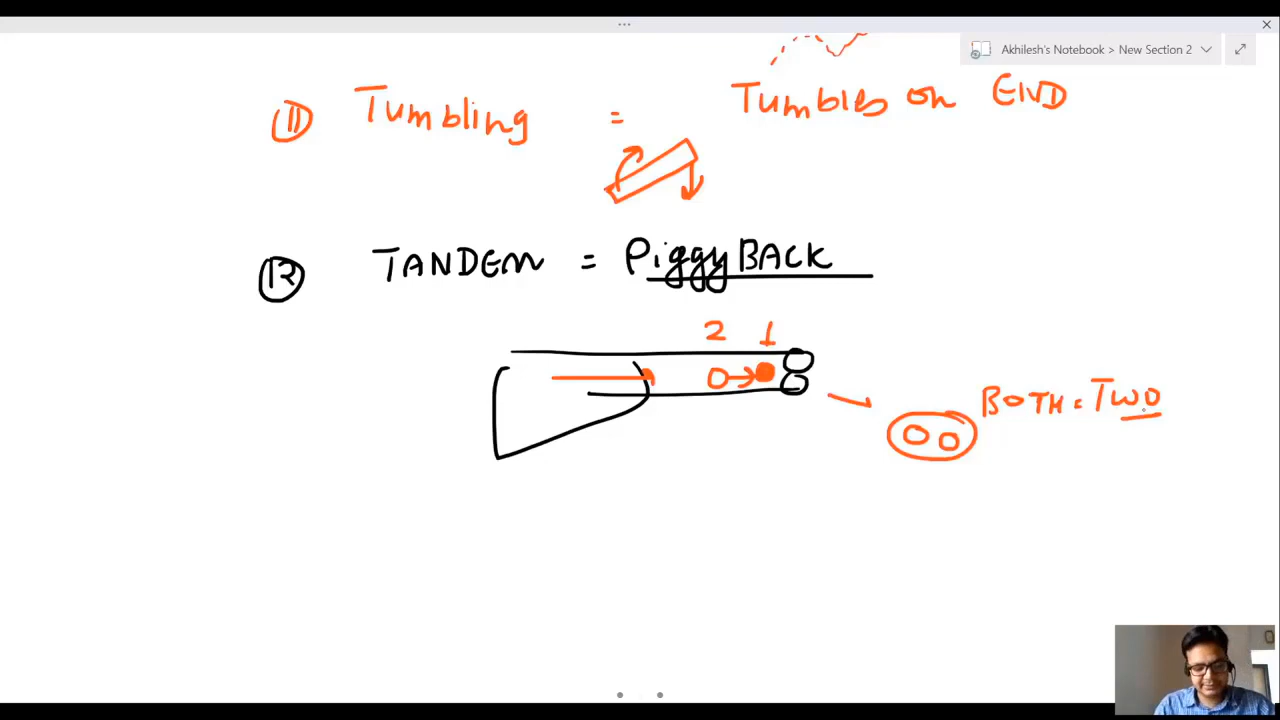 Akhilesh's Notebook > New Section 2
11 Tumbling = Tumbles on END
12 TANDEM = PiggyBACK
2 1
BOTH = TWO